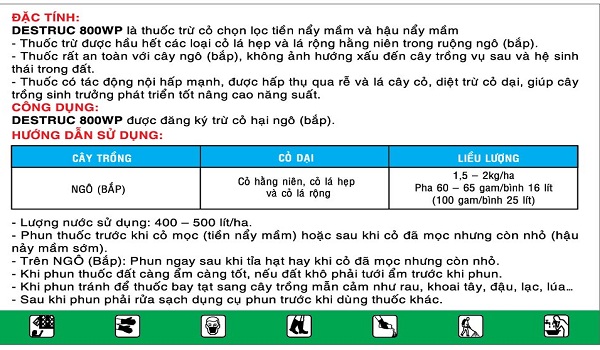 ĐẶC TÍNH:
DESTRUC 800WP là thuốc trừ cỏ chọn lọc tiền nẩy mầm và hậu nẩy mầm
- Thuốc trừ được hầu hết các loại cỏ lá hẹp và lá rộng hằng niên trong ruộng ngô (bắp).
- Thuốc rất an toàn với cây ngô (bắp), không ảnh hưởng xấu đến cây trồng vụ sau và hệ sinh
thái trong đất.
- Thuốc có tác động nội hấp mạnh, được hấp thụ qua rễ và lá cây cỏ, diệt trừ cỏ dại, giúp cây
trồng sinh trưởng phát triển tốt nâng cao năng suất.
CÔNG DỤNG:
DESTRUC 800WP được đăng ký trừ cỏ hại ngô (bắp).
HƯỚNG DẪN SỬ DỤNG:
CÂY TRỒNG CỎ DẠI LIỀU LƯỢNG
NGÔ (BẮP) Cỏ hằng niên, cỏ lá hẹp
và cỏ lá rộng
1,5 – 2kg/ha
Pha 60 – 65 gam/bình 16 lít
(100 gam/bình 25 lít)
- Lượng nước sử dụng: 400 – 500 lít/ha.
- Phun thuốc trước khi cỏ mọc (tiền nẩy mầm) hoặc sau khi cỏ đã mọc nhưng còn nhỏ (hậu
nảy mầm sớm).
- Trên NGÔ (Bắp): Phun ngay sau khi tỉa hạt hay khi cỏ đã mọc nhưng còn nhỏ.
- Khi phun thuốc đất càng ẩm càng tốt, nếu đất khô phải tưới ẩm trước khi phun.
- Khi phun tránh để thuốc bay tạt sang cây trồng mẫn cảm như rau, khoai tây, đậu, lạc, lúa...
- Sau khi phun phải rửa sạch dụng cụ phun trước khi dùng thuốc khác.